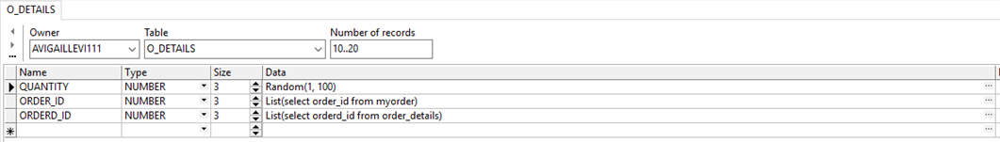 O_DETAILS
Owner Table Number of records
AVIGAILLEVI111 O_DETAILS 10..20
Name Type Size Data
QUANTITY NUMBER 3 Random(1, 100) ...
ORDER_ID NUMBER 3 List(select order_id from myorder) ...
ORDERD_ID NUMBER 3 List(select orderd_id from order_details) ...